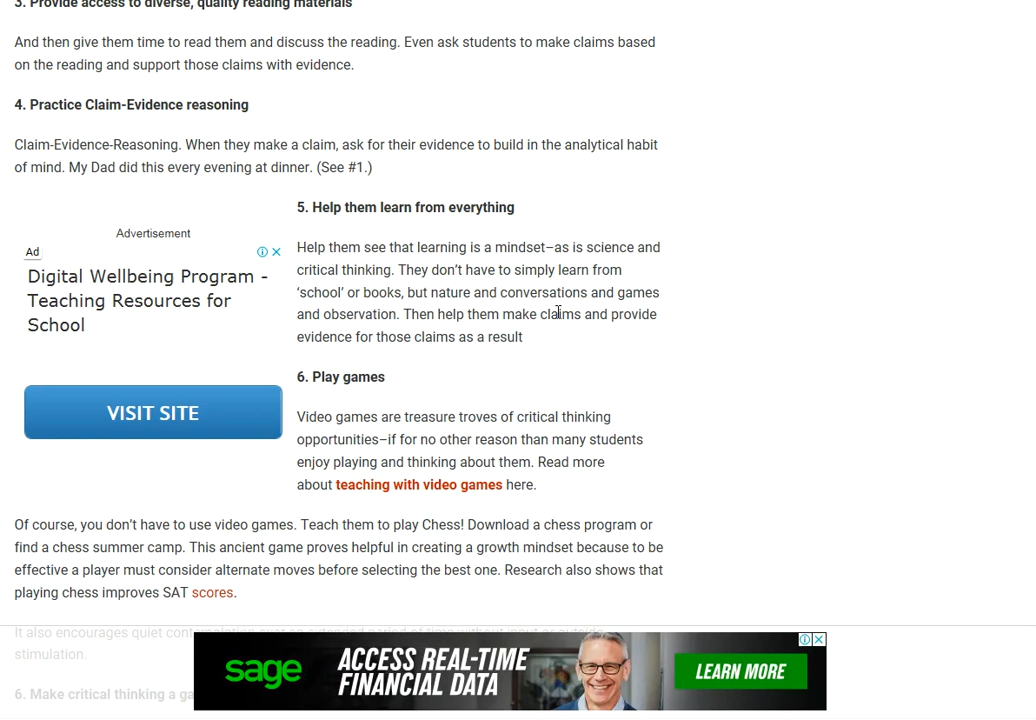 3. Provide access to diverse, quality reading materials
And then give them time to read them and discuss the reading. Even ask students to make claims based
on the reading and support those claims with evidence.
4. Practice Claim-Evidence reasoning
Claim-Evidence-Reasoning. When they make a claim, ask for their evidence to build in the analytical habit
of mind. My Dad did this every evening at dinner. (See #1.)
Advertisement
Ad
Digital Wellbeing Program -
Teaching Resources for
School
VISIT SITE
5. Help them learn from everything
Help them see that learning is a mindset–as is science and
critical thinking. They don’t have to simply learn from
‘school’ or books, but nature and conversations and games
and observation. Then help them make claims and provide
evidence for those claims as a result
6. Play games
Video games are treasure troves of critical thinking
opportunities–if for no other reason than many students
enjoy playing and thinking about them. Read more
about teaching with video games here.
Of course, you don’t have to use video games. Teach them to play Chess! Download a chess program or
find a chess summer camp. This ancient game proves helpful in creating a growth mindset because to be
effective a player must consider alternate moves before selecting the best one. Research also shows that
playing chess improves SAT scores.
It also encourages quiet
stimulation.
6. Make critical thinking a
sage
ACCESS REAL-TIME
FINANCIAL DATA
LEARN MORE